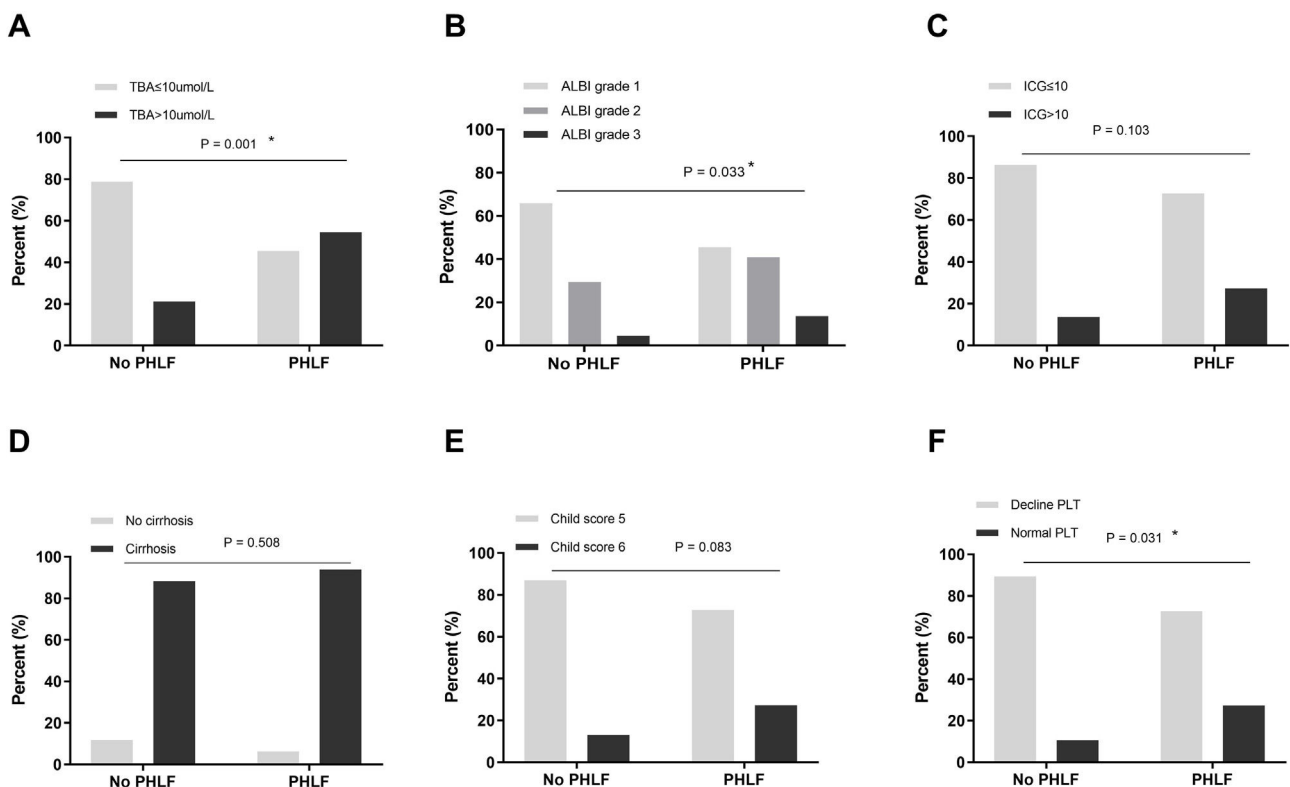 A
TBA≤10umol/L
TBA>10umol/L
P = 0.001 *
100
80
60
40
20
0
Percent (%)
No PHLF
PHLF
B
ALBI grade 1
ALBI grade 2
ALBI grade 3
P = 0.033 *
100
80
60
40
20
0
Percent (%)
No PHLF
PHLF
C
ICG≤10
ICG>10
P = 0.103
100
80
60
40
20
0
Percent (%)
No PHLF
PHLF
D
No cirrhosis
Cirrhosis
P = 0.508
100
80
60
40
20
0
Percent (%)
No PHLF
PHLF
E
Child score 5
Child score 6
P = 0.083
100
80
60
40
20
0
Percent (%)
No PHLF
PHLF
F
Decline PLT
Normal PLT
P = 0.031 *
100
80
60
40
20
0
Percent (%)
No PHLF
PHLF